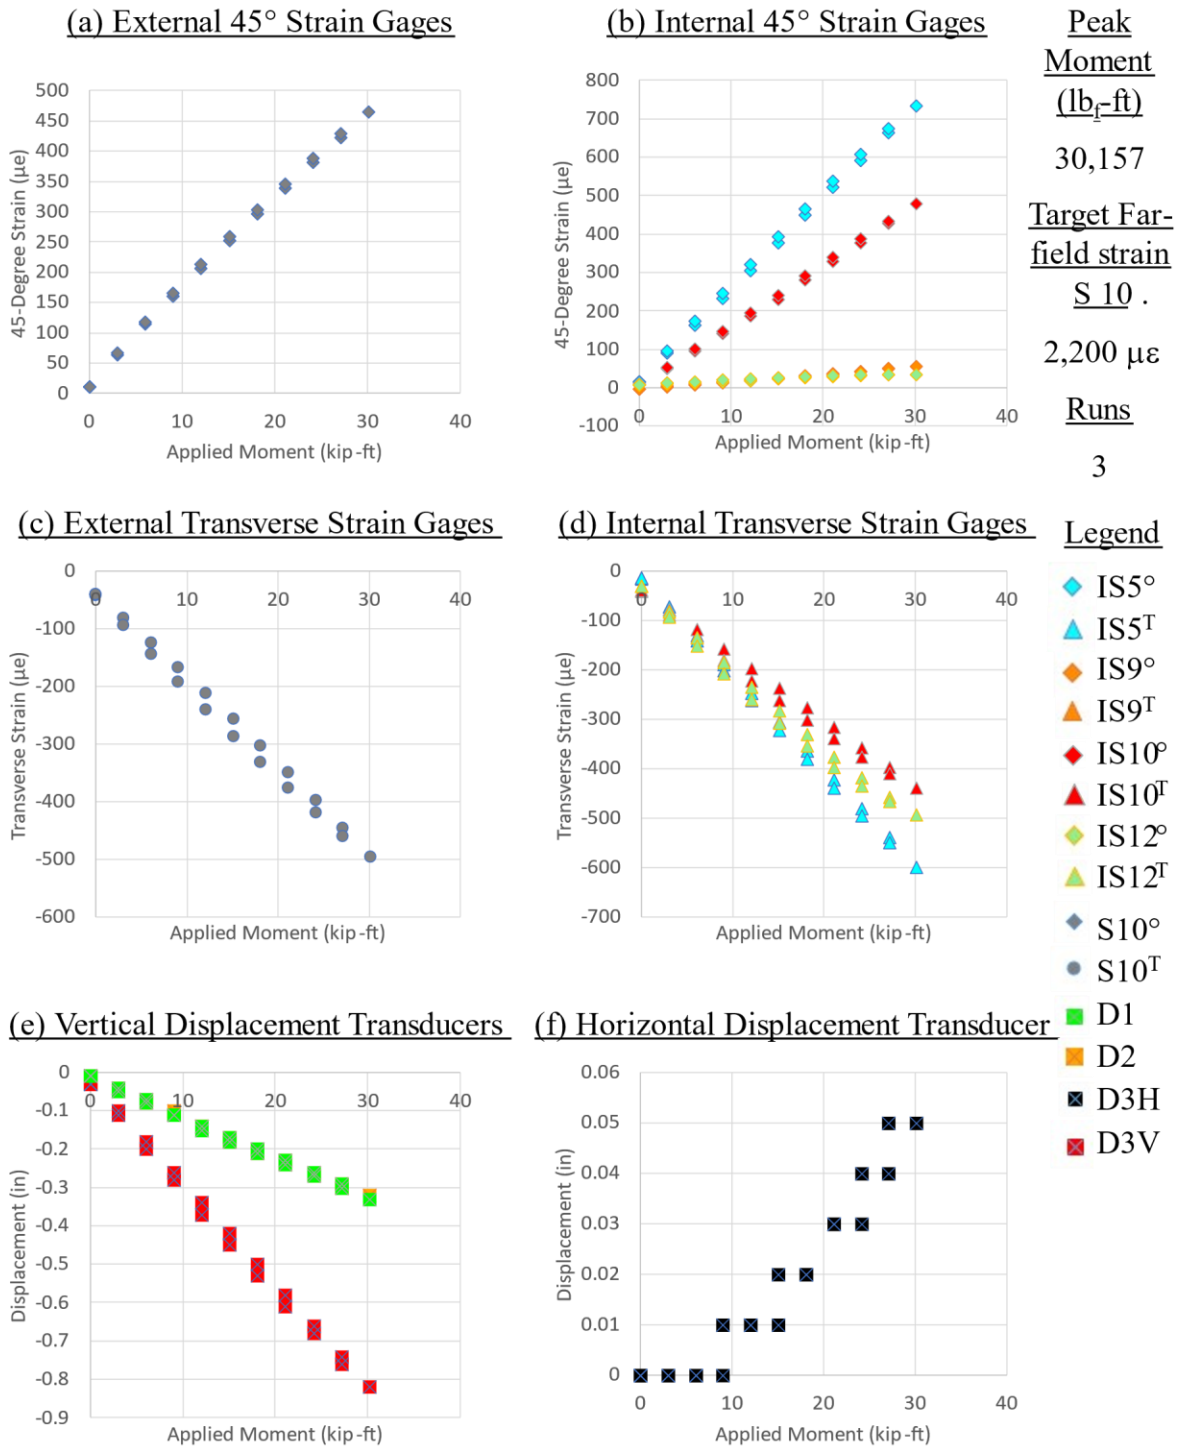 (a) External 45° Strain Gages
500
450
400
350
300
250
200
150
100
50
0
0 10 20 30 40
45-Degree Strain (µe)
Applied Moment (kip-ft)
(b) Internal 45° Strain Gages
800
700
600
500
400
300
200
100
0
-100
0 10 20 30 40
45-Degree Strain (µe)
Applied Moment (kip-ft)
Peak
Moment
(lbf-ft)
30,157
Target Far-
field strain
S 10 .
2,200 µε
Runs
3
(c) External Transverse Strain Gages
0
-100
-200
-300
-400
-500
-600
0 10 20 30 40
Transverse Strain (µe)
Applied Moment (kip-ft)
(d) Internal Transverse Strain Gages
0
-100
-200
-300
-400
-500
-600
-700
0 10 20 30 40
Transverse Strain (µe)
Applied Moment (kip-ft)
Legend
IS5°
IS5T
IS9°
IS9T
IS10°
IS10T
IS12°
IS12T
S10°
S10T
D1
D2
D3H
D3V
(e) Vertical Displacement Transducers
0
-0.1
-0.2
-0.3
-0.4
-0.5
-0.6
-0.7
-0.8
-0.9
0 10 20 30 40
Displacement (in)
Applied Moment (kip-ft)
(f) Horizontal Displacement Transducer
0.06
0.05
0.04
0.03
0.02
0.01
0
0 10 20 30 40
Displacement (in)
Applied Moment (kip-ft)